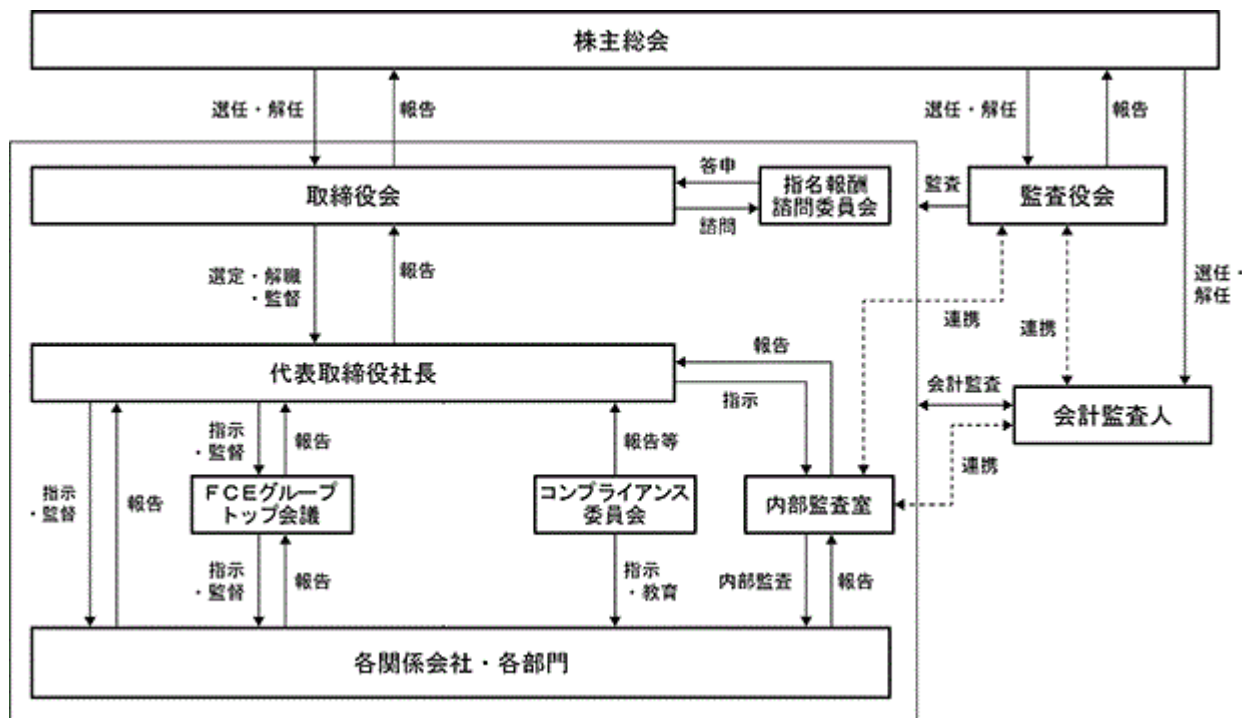 株主総会
選任・解任
報告
選任・解任
報告
取締役会
答申
諮問
指名報酬
諮問委員会
監査
監査役会
選定・解職
・監督
報告
選任・
解任
連携
連携
代表取締役社長
報告
指示
会計監査
会計監査人
指示
・監督
報告
報告等
連携
指示
・監督
報告
FCEグループ
トップ会議
コンプライアンス
委員会
内部監査室
指示
・監督
報告
指示
・教育
内部監査
報告
各関係会社・各部門